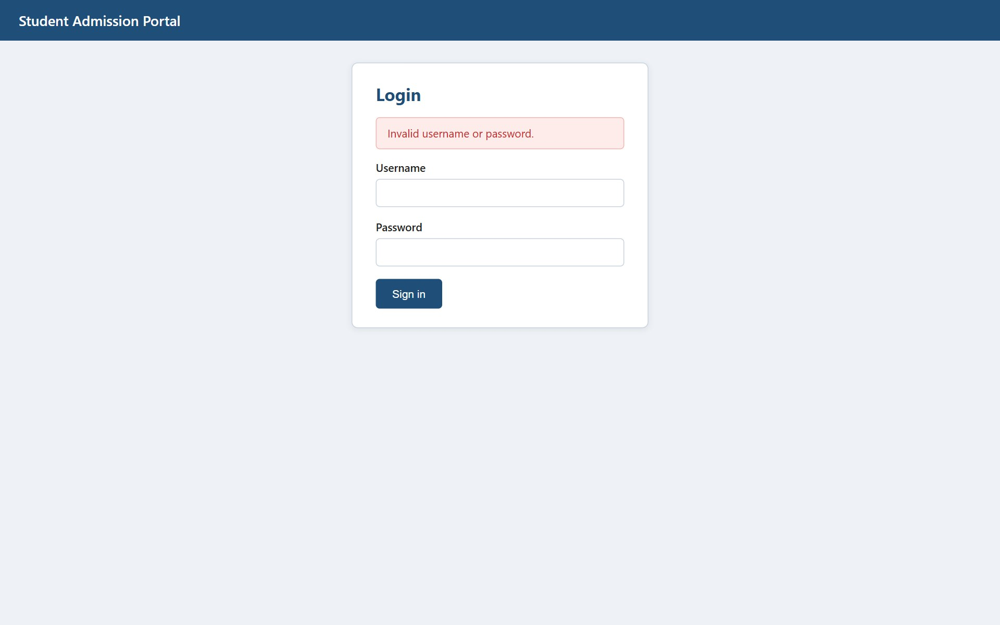 Student Admission Portal
Login
Invalid username or password.
Username
Password
Sign in